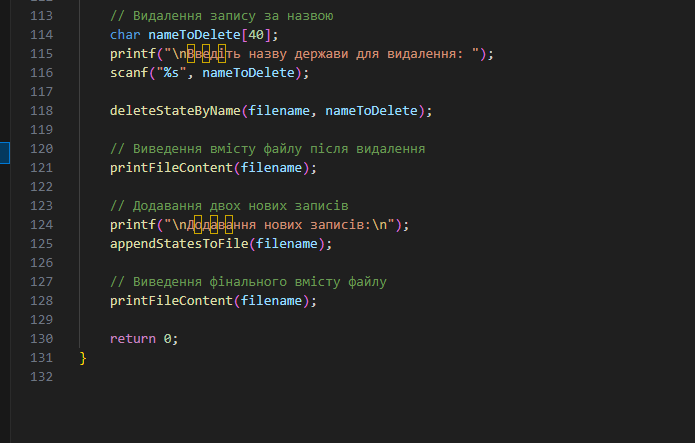 113 // Видалення запису за назвою
114 char nameToDelete[40];
115 printf("\nВведіть назву держави для видалення: ");
116 scanf("%s", nameToDelete);
117
118 deleteStateByName(filename, nameToDelete);
119
120 // Виведення вмісту файлу після видалення
121 printFileContent(filename);
122
123 // Додавання двох нових записів
124 printf("\nДодавання нових записів:\n");
125 appendStatesToFile(filename);
126
127 // Виведення фінального вмісту файлу
128 printFileContent(filename);
129
130 return 0;
131 }
132